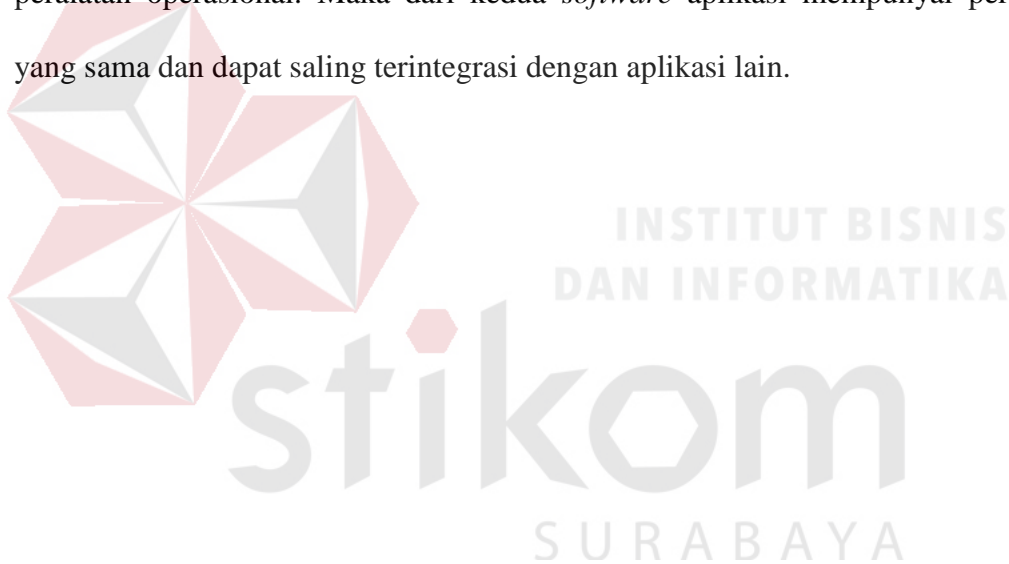 peralatan operasional. Maka dari kedua software aplikasi mempunyai
yang sama dan dapat saling terintegrasi dengan aplikasi lain.
INSTITUT BISNIS
DAN INFORMATIKA
stikom
SURABAYA